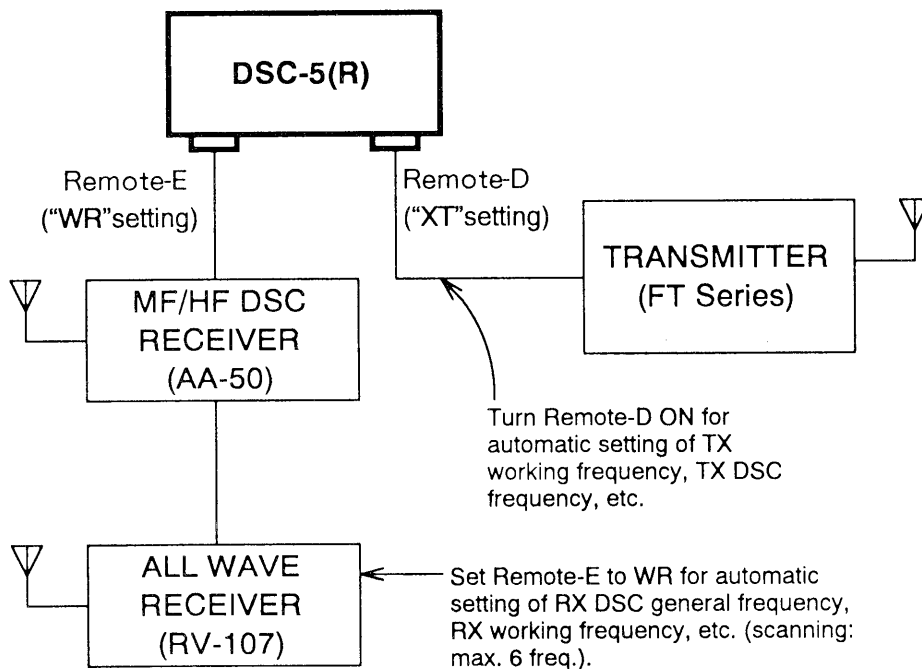 DSC-5(R)
Remote-E
("WR"setting)
Remote-D
("XT"setting)
TRANSMITTER
(FT Series)
MF/HF DSC
RECEIVER
(AA-50)
Turn Remote-D ON for
automatic setting of TX
working frequency, TX DSC
frequency, etc.
ALL WAVE
RECEIVER
(RV-107)
Set Remote-E to WR for automatic
setting of RX DSC general frequency,
RX working frequency, etc. (scanning:
max. 6 freq.).